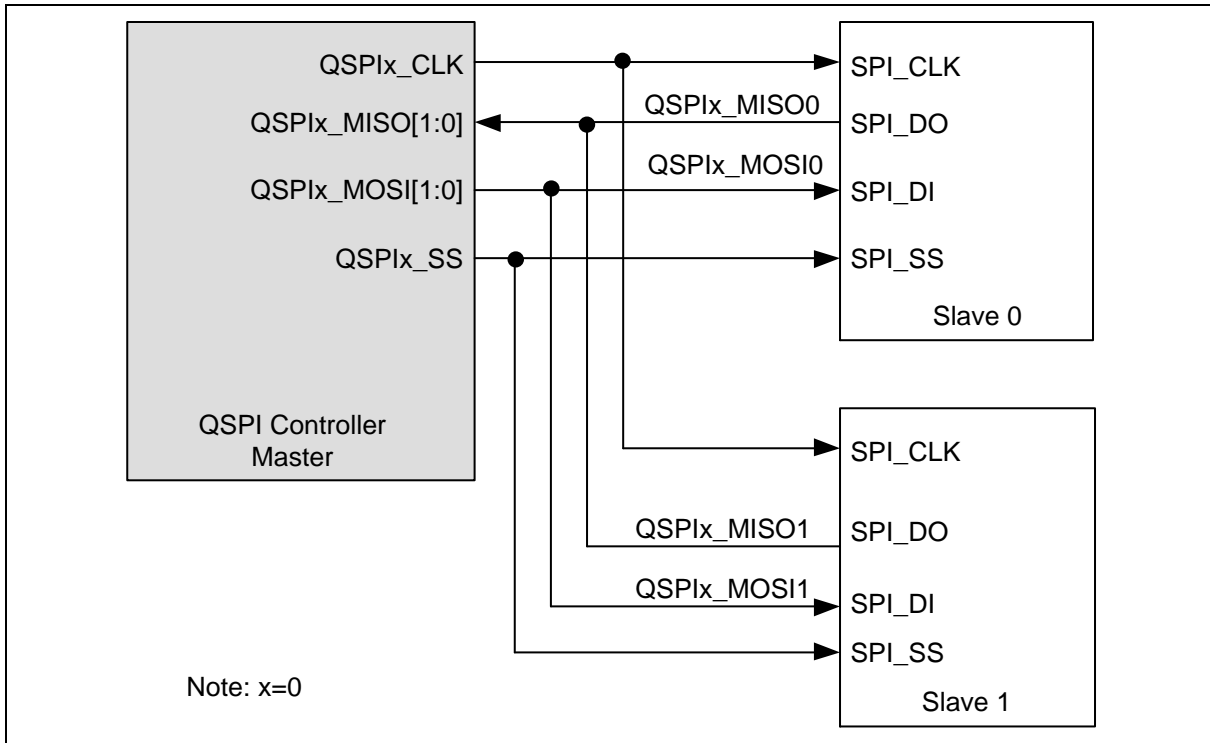 QSPIx_CLK
QSPIx_MISO[1:0]
QSPIx_MOSI[1:0]
QSPIx_SS
QSPI Controller
Master
QSPIx_MISO0
QSPIx_MOSI0
SPI_CLK
SPI_DO
SPI_DI
SPI_SS
Slave 0
QSPIx_MISO1
QSPIx_MOSI1
SPI_CLK
SPI_DO
SPI_DI
SPI_SS
Slave 1
Note: x=0